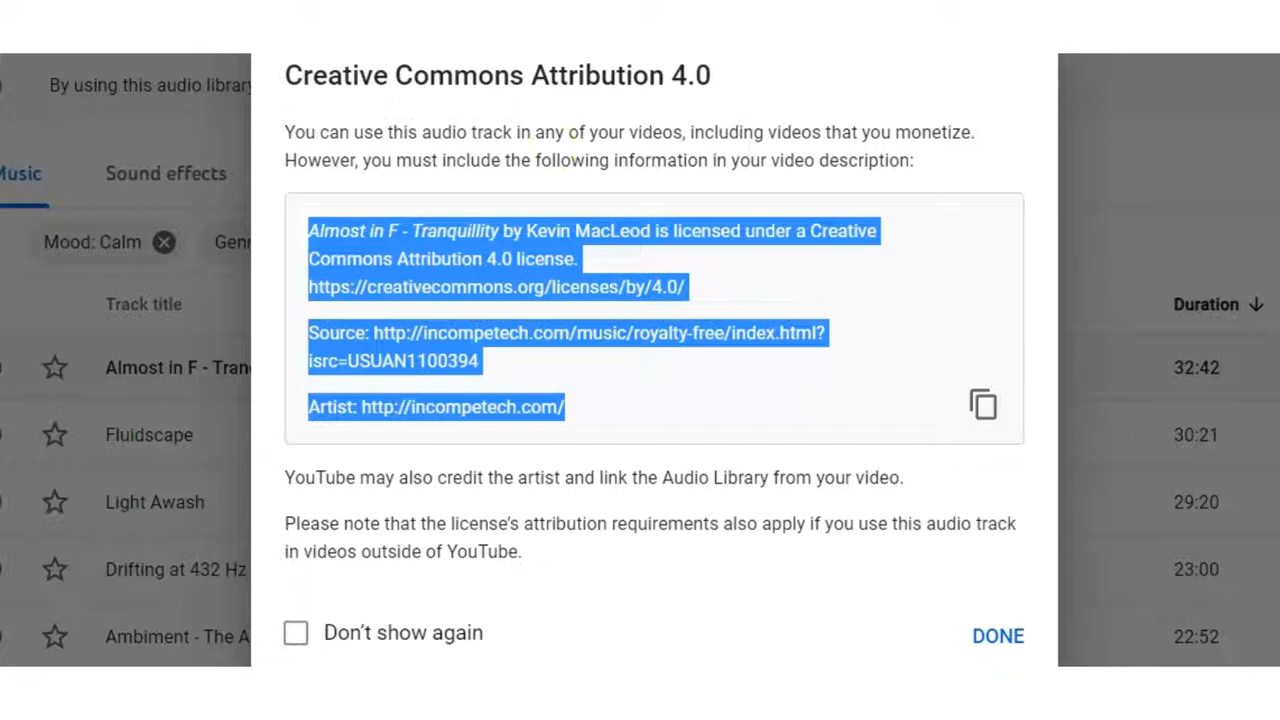 Creative Commons Attribution 4.0
By using this audio library
You can use this audio track in any of your videos, including videos that you monetize.
However, you must include the following information in your video description:
Music
Sound effects
Almost in F - Tranquillity by Kevin MacLeod is licensed under a Creative
Commons Attribution 4.0 license.
https://creativecommons.org/licenses/by/4.0/
Source: http://incompetech.com/music/royalty-free/index.html?
isrc=USUAN1100394
Artist: http://incompetech.com/
Mood: Calm
Genr
Track title
Duration
Almost in F - Tran
32:42
Fluidscape
30:21
YouTube may also credit the artist and link the Audio Library from your video.
Light Awash
29:20
Please note that the license's attribution requirements also apply if you use this audio track
in videos outside of YouTube.
Drifting at 432 Hz
23:00
Ambiment - The A
22:52
Don't show again
DONE